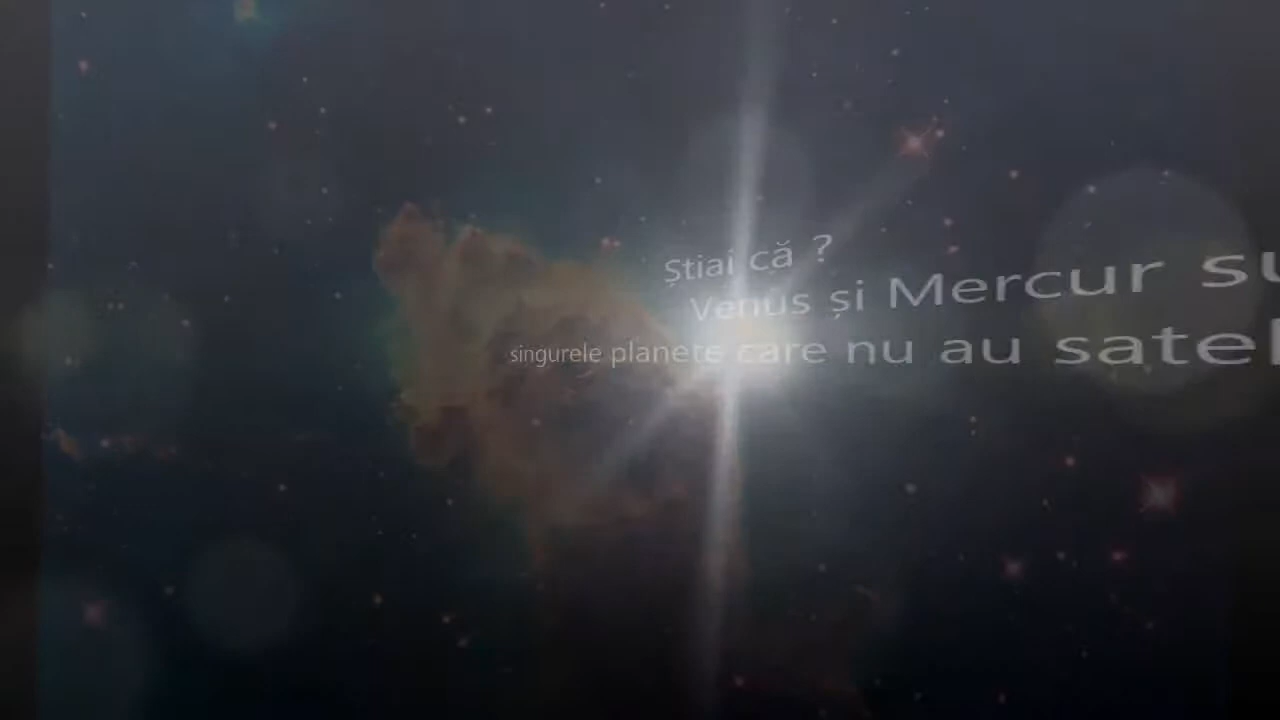 Știai că ?
Venus și Mercur su
singurele planete care nu au satel